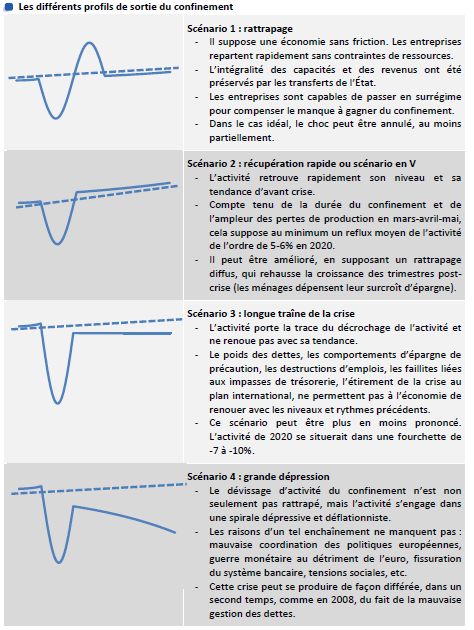 Les différents profils de sortie du confinement
Scénario 1 : rattrapage
- Il suppose une économie sans friction. Les entreprises
repartent rapidement sans contraintes de ressources.
- L'intégralité des capacités et des revenus ont été
préservés par les transferts de l'État.
- Les entreprises sont capables de passer en surrégime
pour compenser le manque à gagner du confinement.
- Dans le cas idéal, le choc peut être annulé, au moins
partiellement.
Scénario 2 : récupération rapide ou scénario en V
- L'activité retrouve rapidement son niveau et sa
tendance d'avant crise.
- Compte tenu de la durée du confinement et de
l'ampleur des pertes de production en mars-avril-mai,
cela suppose au minimum un reflux moyen de l'activité
de l'ordre de 5-6% en 2020.
- Il peut être amélioré, en supposant un rattrapage
diffus, qui rehausse la croissance des trimestres post-
crise (les ménages dépensent leur surcroît d'épargne).
Scénario 3 : longue traîne de la crise
- L'activité porte la trace du décrochage de l'activité et
ne renoue pas avec sa tendance.
- Le poids des dettes, les comportements d'épargne de
précaution, les destructions d'emplois, les faillites liées
aux impasses de trésorerie, l'étirement de la crise au
plan international, ne permettent pas à l'économie de
renouer avec les niveaux et rythmes précédents.
- Ce scénario peut être plus en moins prononcé.
L'activité de 2020 se situerait dans une fourchette de
-7 à -10%.
Scénario 4 : grande dépression
- Le dévissage d'activité du confinement n'est non
seulement pas rattrapé, mais l'activité s'engage dans
une spirale dépressive et déflationniste.
- Les raisons d'un tel enchaînement ne manquent pas :
mauvaise coordination des politiques européennes,
guerre monétaire au détriment de l'euro, fissuration
du système bancaire, tensions sociales, etc.
- Cette crise peut se produire de façon différée, dans un
second temps, comme en 2008, du fait de la mauvaise
gestion des dettes.